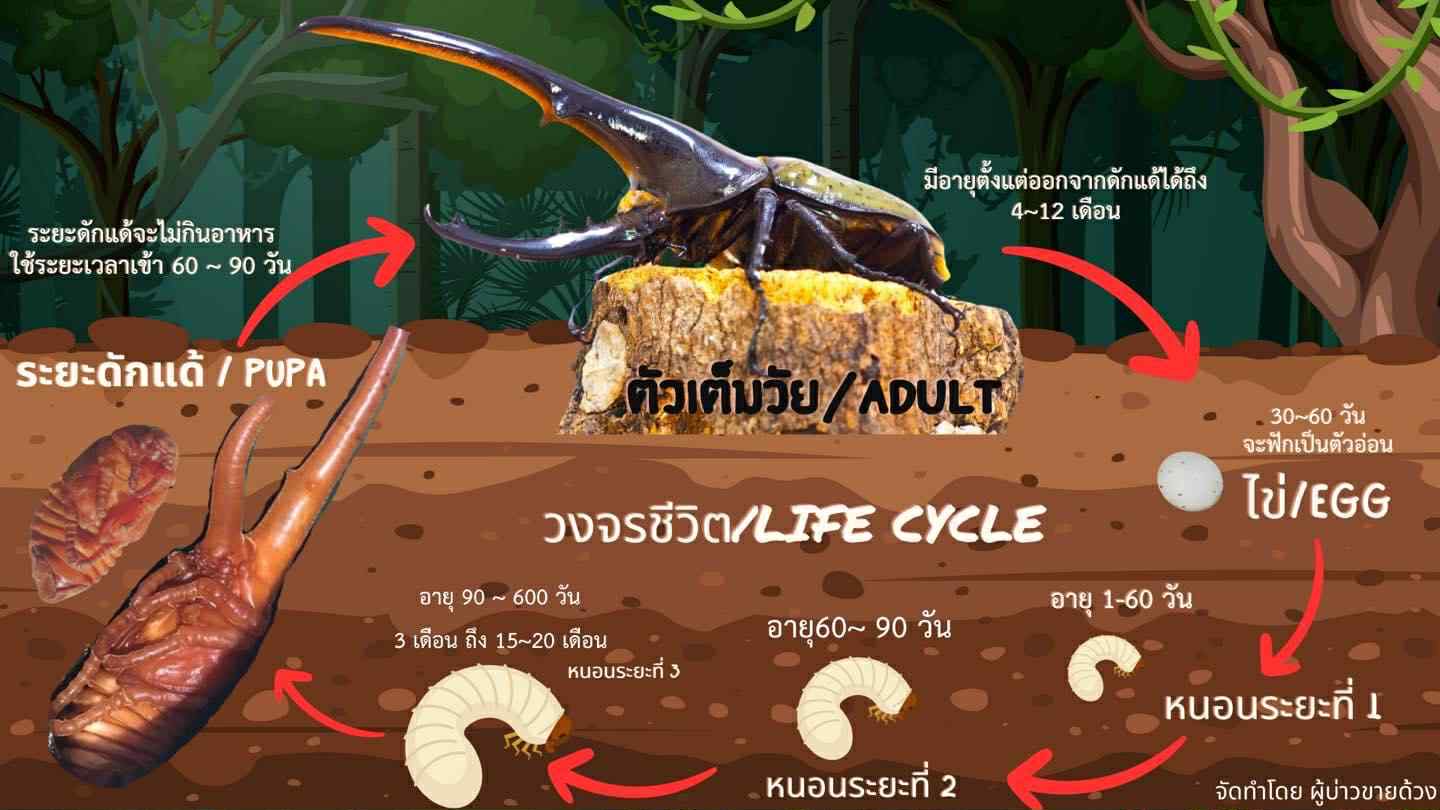 มีอายุตั้งแต่ออกจากดักแด้ได้ถึง
4~12 เดือน
ระยะดักแด้จะไม่กินอาหาร
ใช้ระยะเวลาเข้า 60 ~ 90 วัน
ระยะดักแด้ / PUPA
ตัวเต็มวัย/ADULT
30~60 วัน
จะฟักเป็นตัวอ่อน
ไข่/EGG
วงจรชีวิต/LIFE CYCLE
อายุ 1-60 วัน
หนอนระยะที่ 1
อายุ60~ 90 วัน
หนอนระยะที่ 2
อายุ 90 ~ 600 วัน
3 เดือน ถึง 15~20 เดือน
หนอนระยะที่ 3
จัดทำโดย ผู้บ่าวขายด้วง